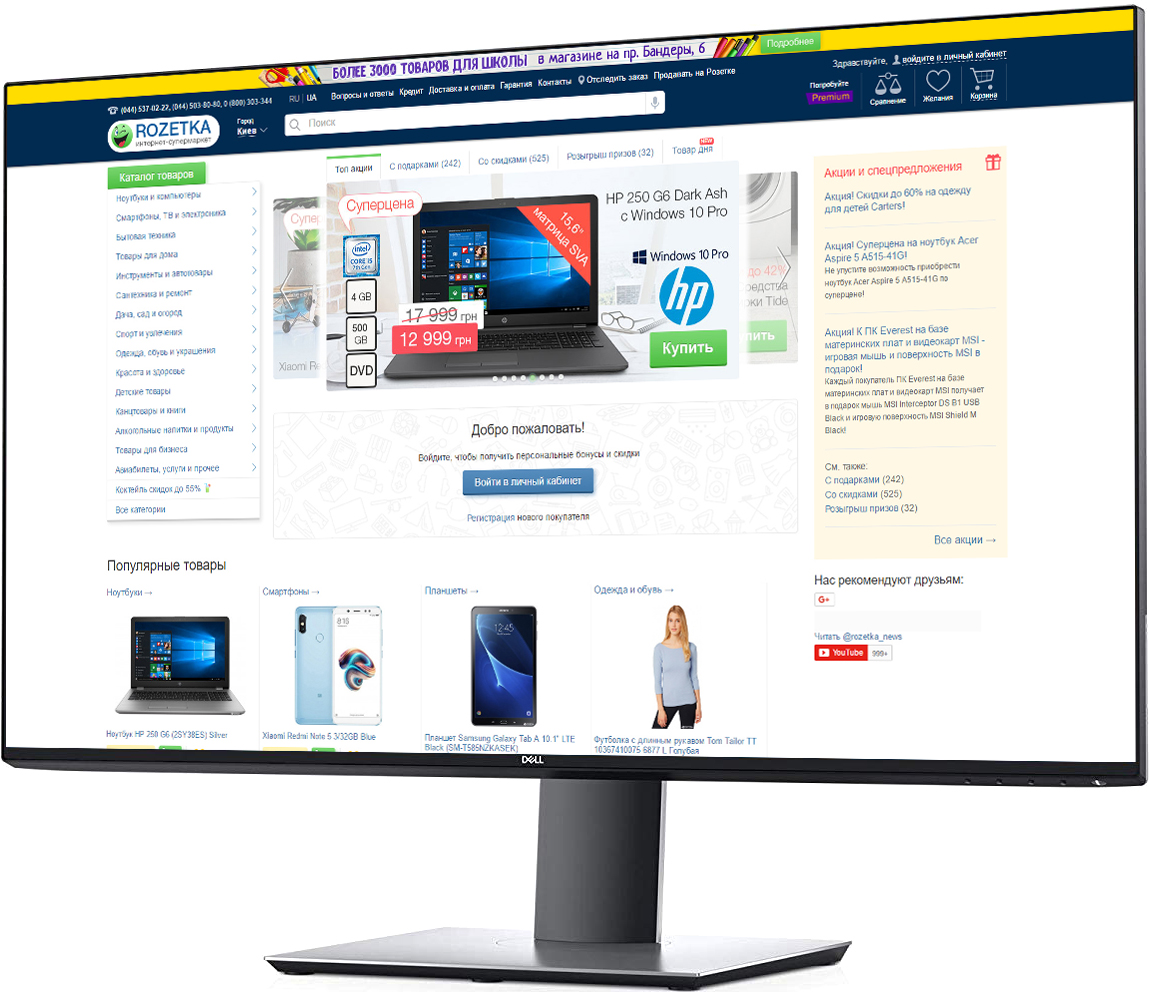 БОЛЕЕ 3000 ТОВАРОВ ДЛЯ ШКОЛЫ в магазине на пр. Бандеры, 6
Подробнее
(044) 537-02-22, (044) 503-80-80, 0 (800) 303-344
RU | UA
Вопросы и ответы Кредит Доставка и оплата Гарантия Контакты Отследить заказ Продавать на Розетке
Здравствуйте, войдите в личный кабинет
ROZETKA
интернет-супермаркет
Город
Киев
Поиск
Попробуйте
Premium
Сравнение
Желания
Корзина
Каталог товаров
Ноутбуки и компьютеры
Смартфоны, ТВ и электроника
Бытовая техника
Товары для дома
Инструменты и автотовары
Сантехника и ремонт
Дача, сад и огород
Спорт и увлечения
Одежда, обувь и украшения
Красота и здоровье
Детские товары
Канцтовары и книги
Алкогольные напитки и продукты
Товары для бизнеса
Авиабилеты, услуги и прочее
Коктейль скидок до 55%
Все категории
Топ акции
С подарками (242)
Со скидками (525)
Розыгрыш призов (32)
Товар дня
NEW
Суперцена
intel
CORE i5
7th Gen
4 GB
500
GB
DVD
15,6"
матрица SVA
17 999 грн
12 999 грн
HP 250 G6 Dark Ash
с Windows 10 Pro
Windows 10 Pro
hp
Купить
Xiaomi
до 42%
Tide
Добро пожаловать!
Войдите, чтобы получить персональные бонусы и скидки
Войти в личный кабинет
Регистрация нового покупателя
Акции и спецпредложения
Акция! Скидки до 60% на одежду
для детей Carters!
Акция! Суперцена на ноутбук Acer
Aspire 5 A515-41G!
Не упустите возможность приобрести
ноутбук Acer Aspire 5 A515-41G по
суперцене!
Акция! К ПК Everest на базе
материнских плат и видеокарт MSI -
игровая мышь и поверхность MSI в
подарок!
Каждый покупатель ПК Everest на базе
материнских плат и видеокарт MSI получает
в подарок мышь MSI Interceptor DS B1 USB
Black и игровую поверхность MSI Shield M
Black!
См. также:
С подарками (242)
Со скидками (525)
Розыгрыш призов (32)
Все акции →
Популярные товары
Ноутбуки →
Смартфоны →
Планшеты →
Одежда и обувь →
Ноутбук HP 250 G6 (2SY38ES) Silver
Xiaomi Redmi Note 5 3/32GB Blue
Планшет Samsung Galaxy Tab A 10.1" LTE
Black (SM-T585NZKASEK)
Футболка с длинным рукавом Tom Tailor TT
10367410075 6877 L Голубая
Нас рекомендуют друзьям:
G+
Читать @rozetka_news
YouTube
999+
DELL